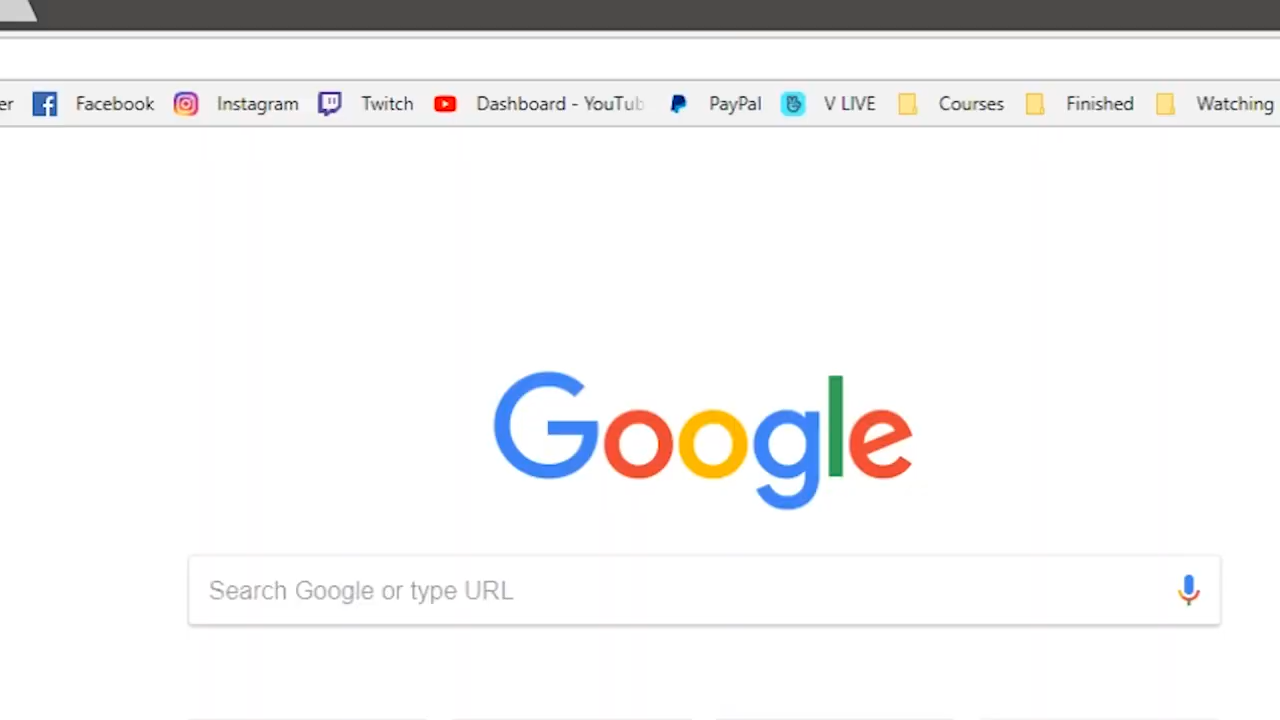 er Facebook Instagram Twitch Dashboard - YouTub PayPal V LIVE Courses Finished Watching
Google
Search Google or type URL